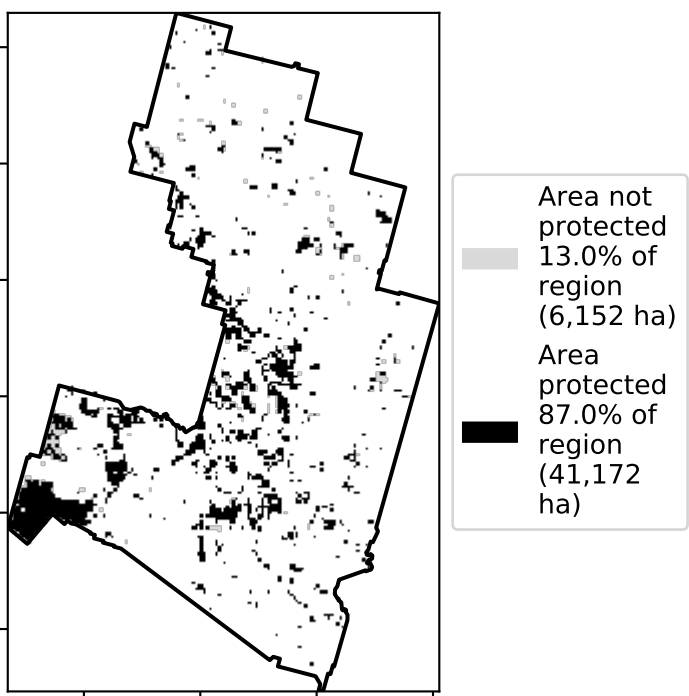 Area not
protected
13.0% of
region
(6,152 ha)
Area
protected
87.0% of
region
(41,172
ha)